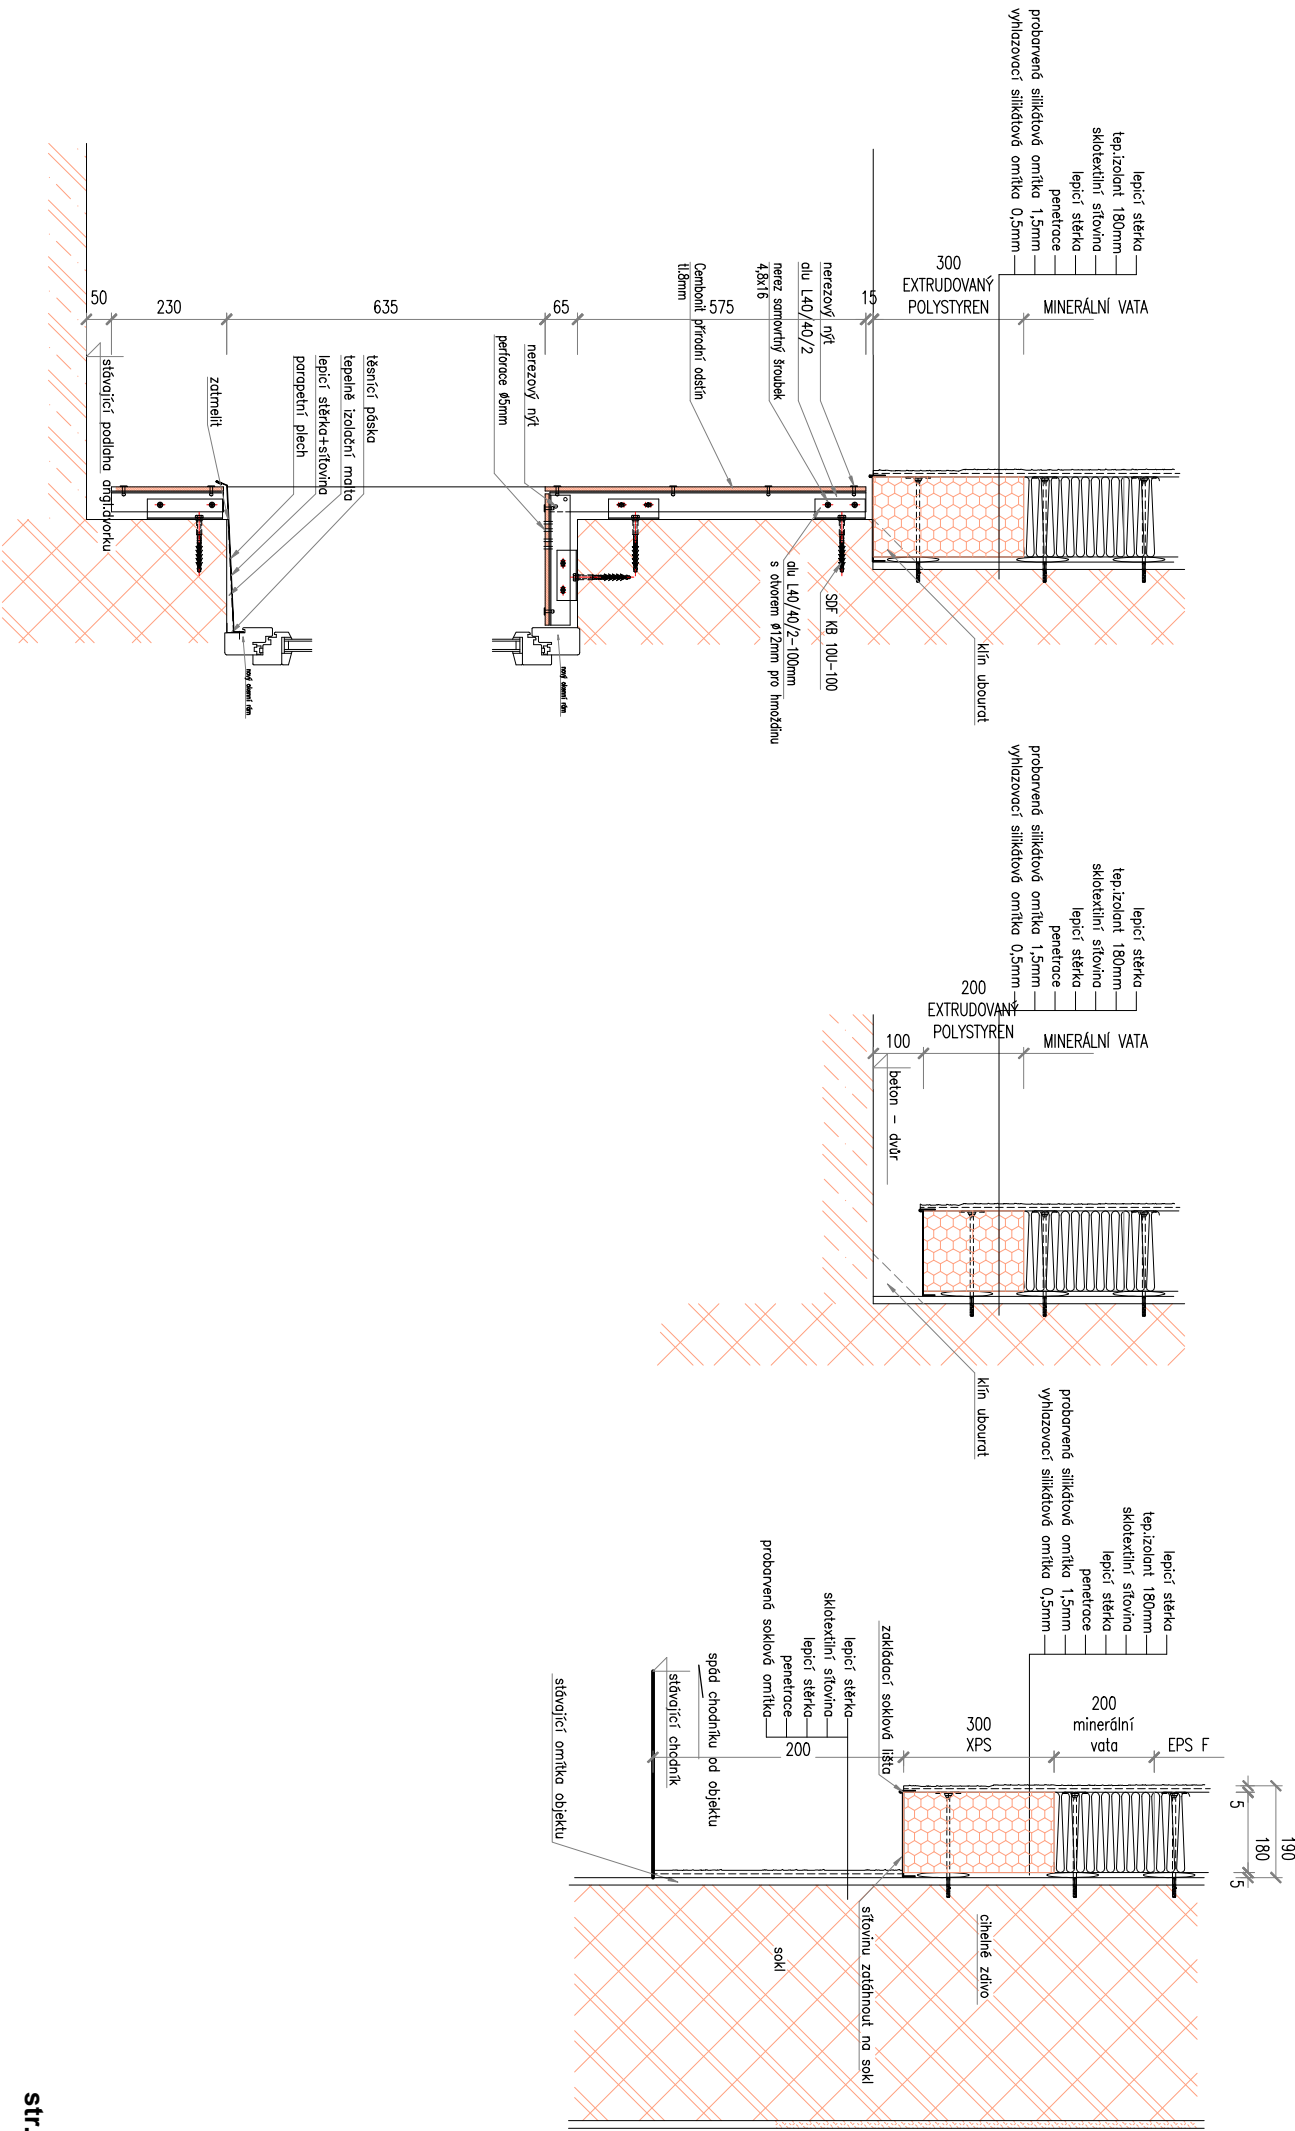 lepicí stěrka
tep.izolant 180mm
sklotextilní síťovina
lepicí stěrka
penetrace
probarvená silikátová omítka 1,5mm
vyhlazovací silikátová omítka 0,5mm
300
EXTRUDOVANÝ
POLYSTYREN
MINERÁLNÍ VATA
15
575
65
635
230
50
nerezový nýt
alu L40/40/2
nerez samovrtný šroubek
4,8x16
Cembonit přírodní odstín
tl.8mm
nerezový nýt
perforace ø5mm
těsnící páska
tepelně izolační malta
lepicí stěrka+síťovina
parapetní plech
zatmelit
stávající podlaha angl.dvorku
klín ubourat
SDF KB 10U-100
alu L40/40/2-100mm
s otvorem ø12mm pro hmoždinu
nový okenní rám
nový okenní rám
lepicí stěrka
tep.izolant 180mm
sklotextilní síťovina
lepicí stěrka
penetrace
probarvená silikátová omítka 1,5mm
vyhlazovací silikátová omítka 0,5mm
200
EXTRUDOVANÝ
POLYSTYREN
MINERÁLNÍ VATA
100
beton - dvůr
klín ubourat
lepicí stěrka
tep.izolant 180mm
sklotextilní síťovina
lepicí stěrka
penetrace
probarvená silikátová omítka 1,5mm
vyhlazovací silikátová omítka 0,5mm
zakládací soklová lišta
lepicí stěrka
sklotextilní síťovina
lepicí stěrka
penetrace
probarvená soklová omítka
300
XPS
200
minerální
vata
EPS F
200
5
180
5
190
spád chodníku od objektu
stávající chodník
stávající omítka objektu
síťovinu zatáhnout na sokl
cihelné zdivo
sokl
str.